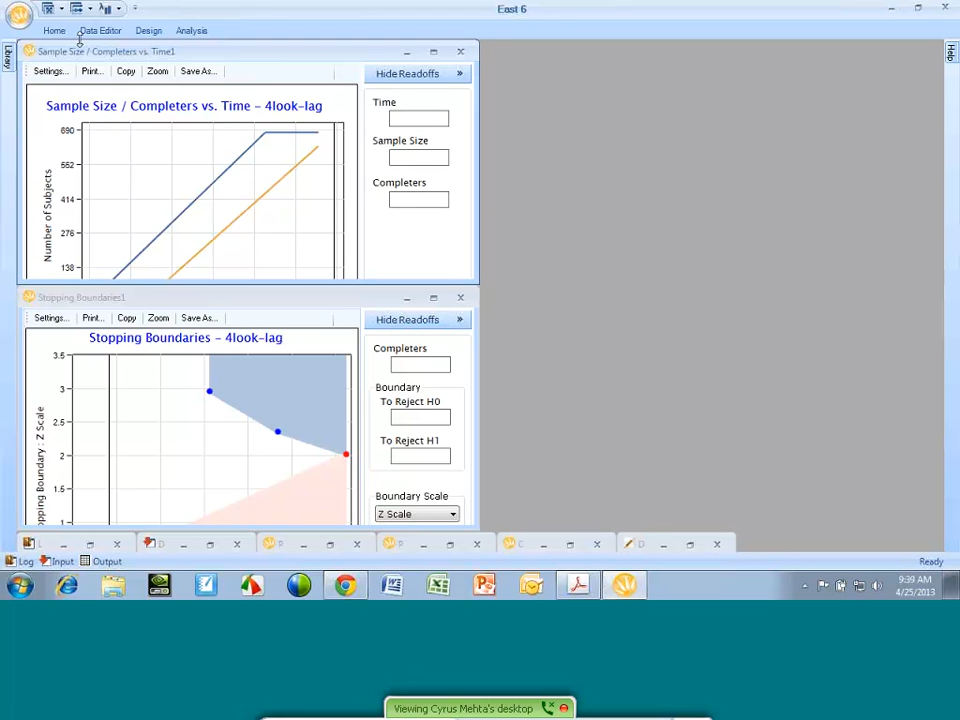 East 6
Home Data Editor Design Analysis
Library
Help
Sample Size / Completers vs. Time1
Settings... Print... Copy Zoom Save As...
Hide Readoffs »
Sample Size / Completers vs. Time - 4look-lag
Number of Subjects
690
552
414
276
138
Time
Sample Size
Completers
Stopping Boundaries1
Settings... Print... Copy Zoom Save As...
Hide Readoffs »
Stopping Boundaries - 4look-lag
opping Boundary : Z Scale
3.5
3
2.5
2
1.5
1
Completers
Boundary
To Reject H0
To Reject H1
Boundary Scale
Z Scale
L D P P C D
Log Input Output
Ready
9:39 AM
4/25/2013
Viewing Cyrus Mehta's desktop